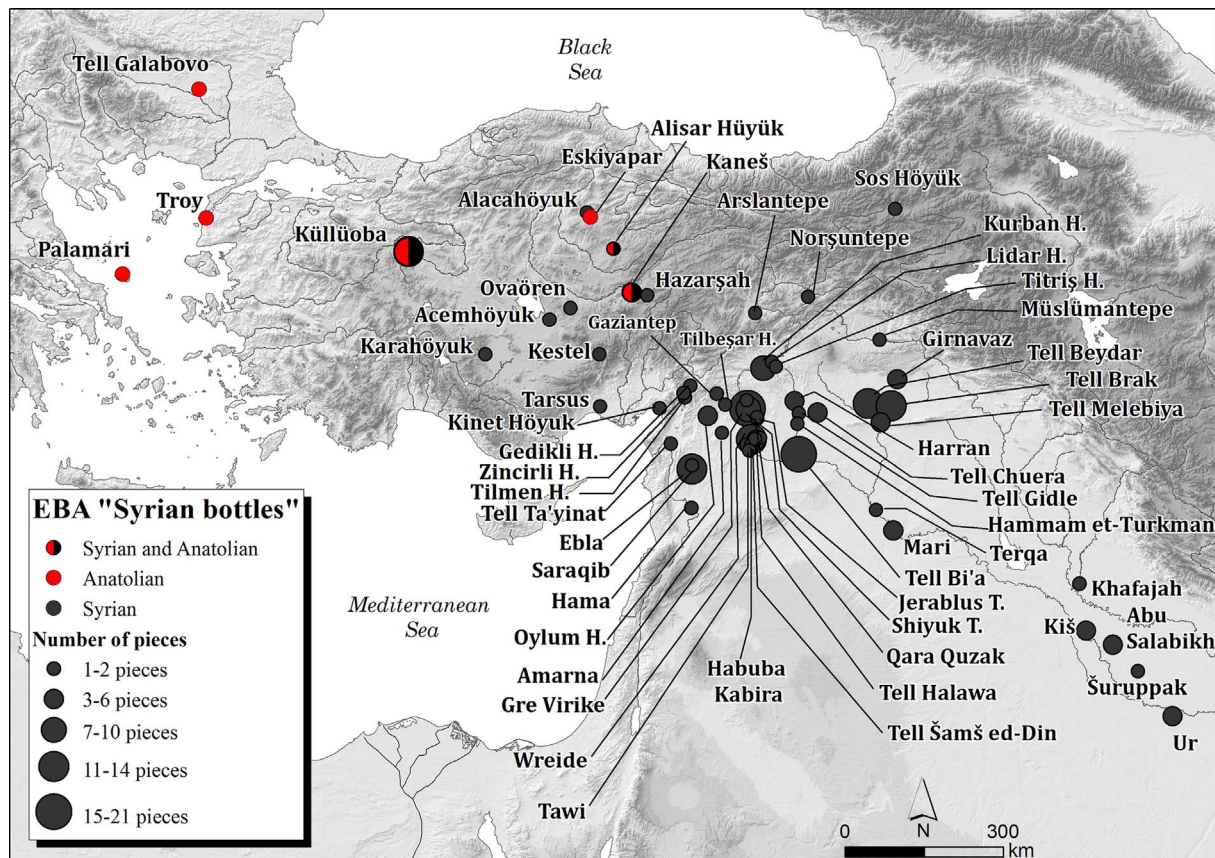 Black
Sea
Tell Galabovo
Alisar Hüyük
Eskiyapar
Kaneš
Sos Höyük
Alacahöyuk
Arslantepe
Troy
Küllüoba
Palamari
Norşuntepe
Kurban H.
Lidar H.
Titriş H.
Müslümantepe
Hazarşah
Ovaören
Acemhöyuk
Gaziantep
Tilbeşar H.
Girnavaz
Karahöyuk
Kestel
Tell Beydar
Tell Brak
Tell Melebiya
Tarsus
Kinet Höyuk
Harran
Gedikli H.
Zincirli H.
Tilmen H.
Tell Ta'yinat
Tell Chuera
Tell Gidle
Hammam et-Turkman
Ebla
Mari
Terqa
Saraqib
Tell Bi'a
Hama
Jerablus T.
Khafajah
Shiyuk T.
Abu
Salabikh
Kiš
Oylum H.
Qara Quzak
Amarna
Habuba
Kabira
Šuruppak
Gre Virike
Tell Halawa
Tell Šamš ed-Din
Ur
Wreide
Tawi
Mediterranean
Sea
EBA "Syrian bottles"
Syrian and Anatolian
Anatolian
Syrian
Number of pieces
1-2 pieces
3-6 pieces
7-10 pieces
11-14 pieces
15-21 pieces
N
0 300
km